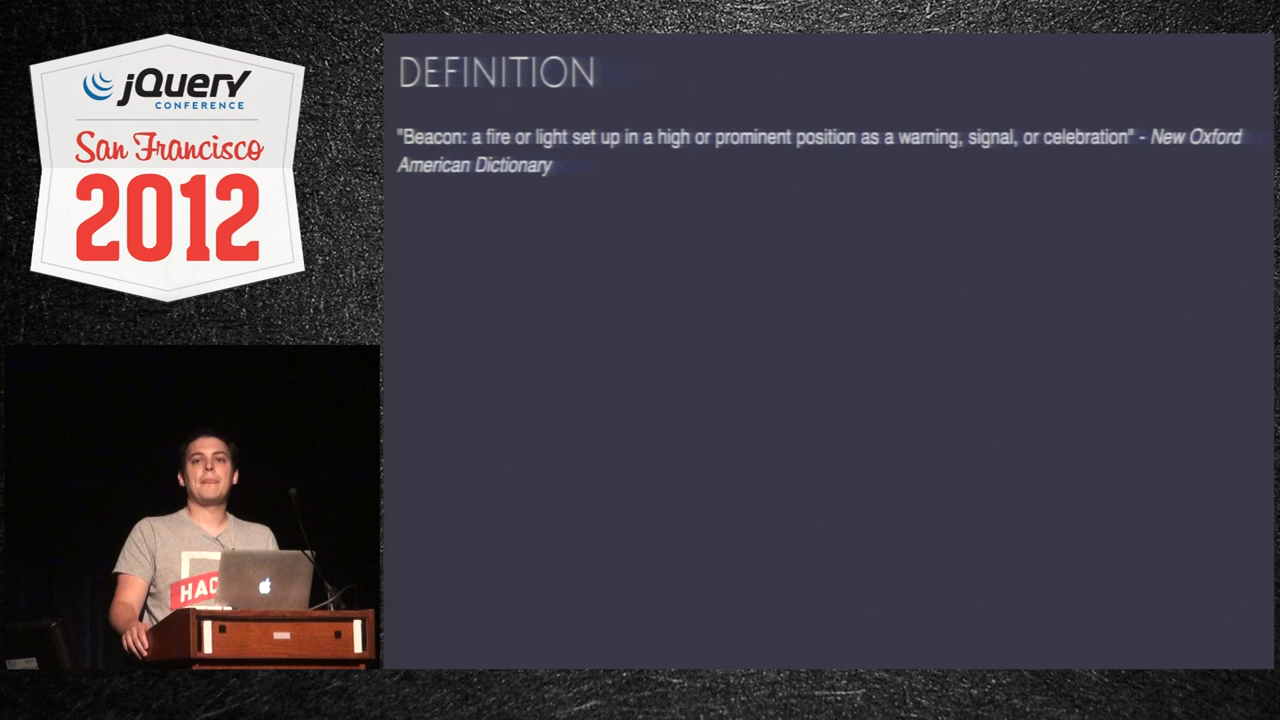 jQuery
CONFERENCE
San Francisco
2012
DEFINITION
"Beacon: a fire or light set up in a high or prominent position as a warning, signal, or celebration" - New Oxford
American Dictionary
HAC